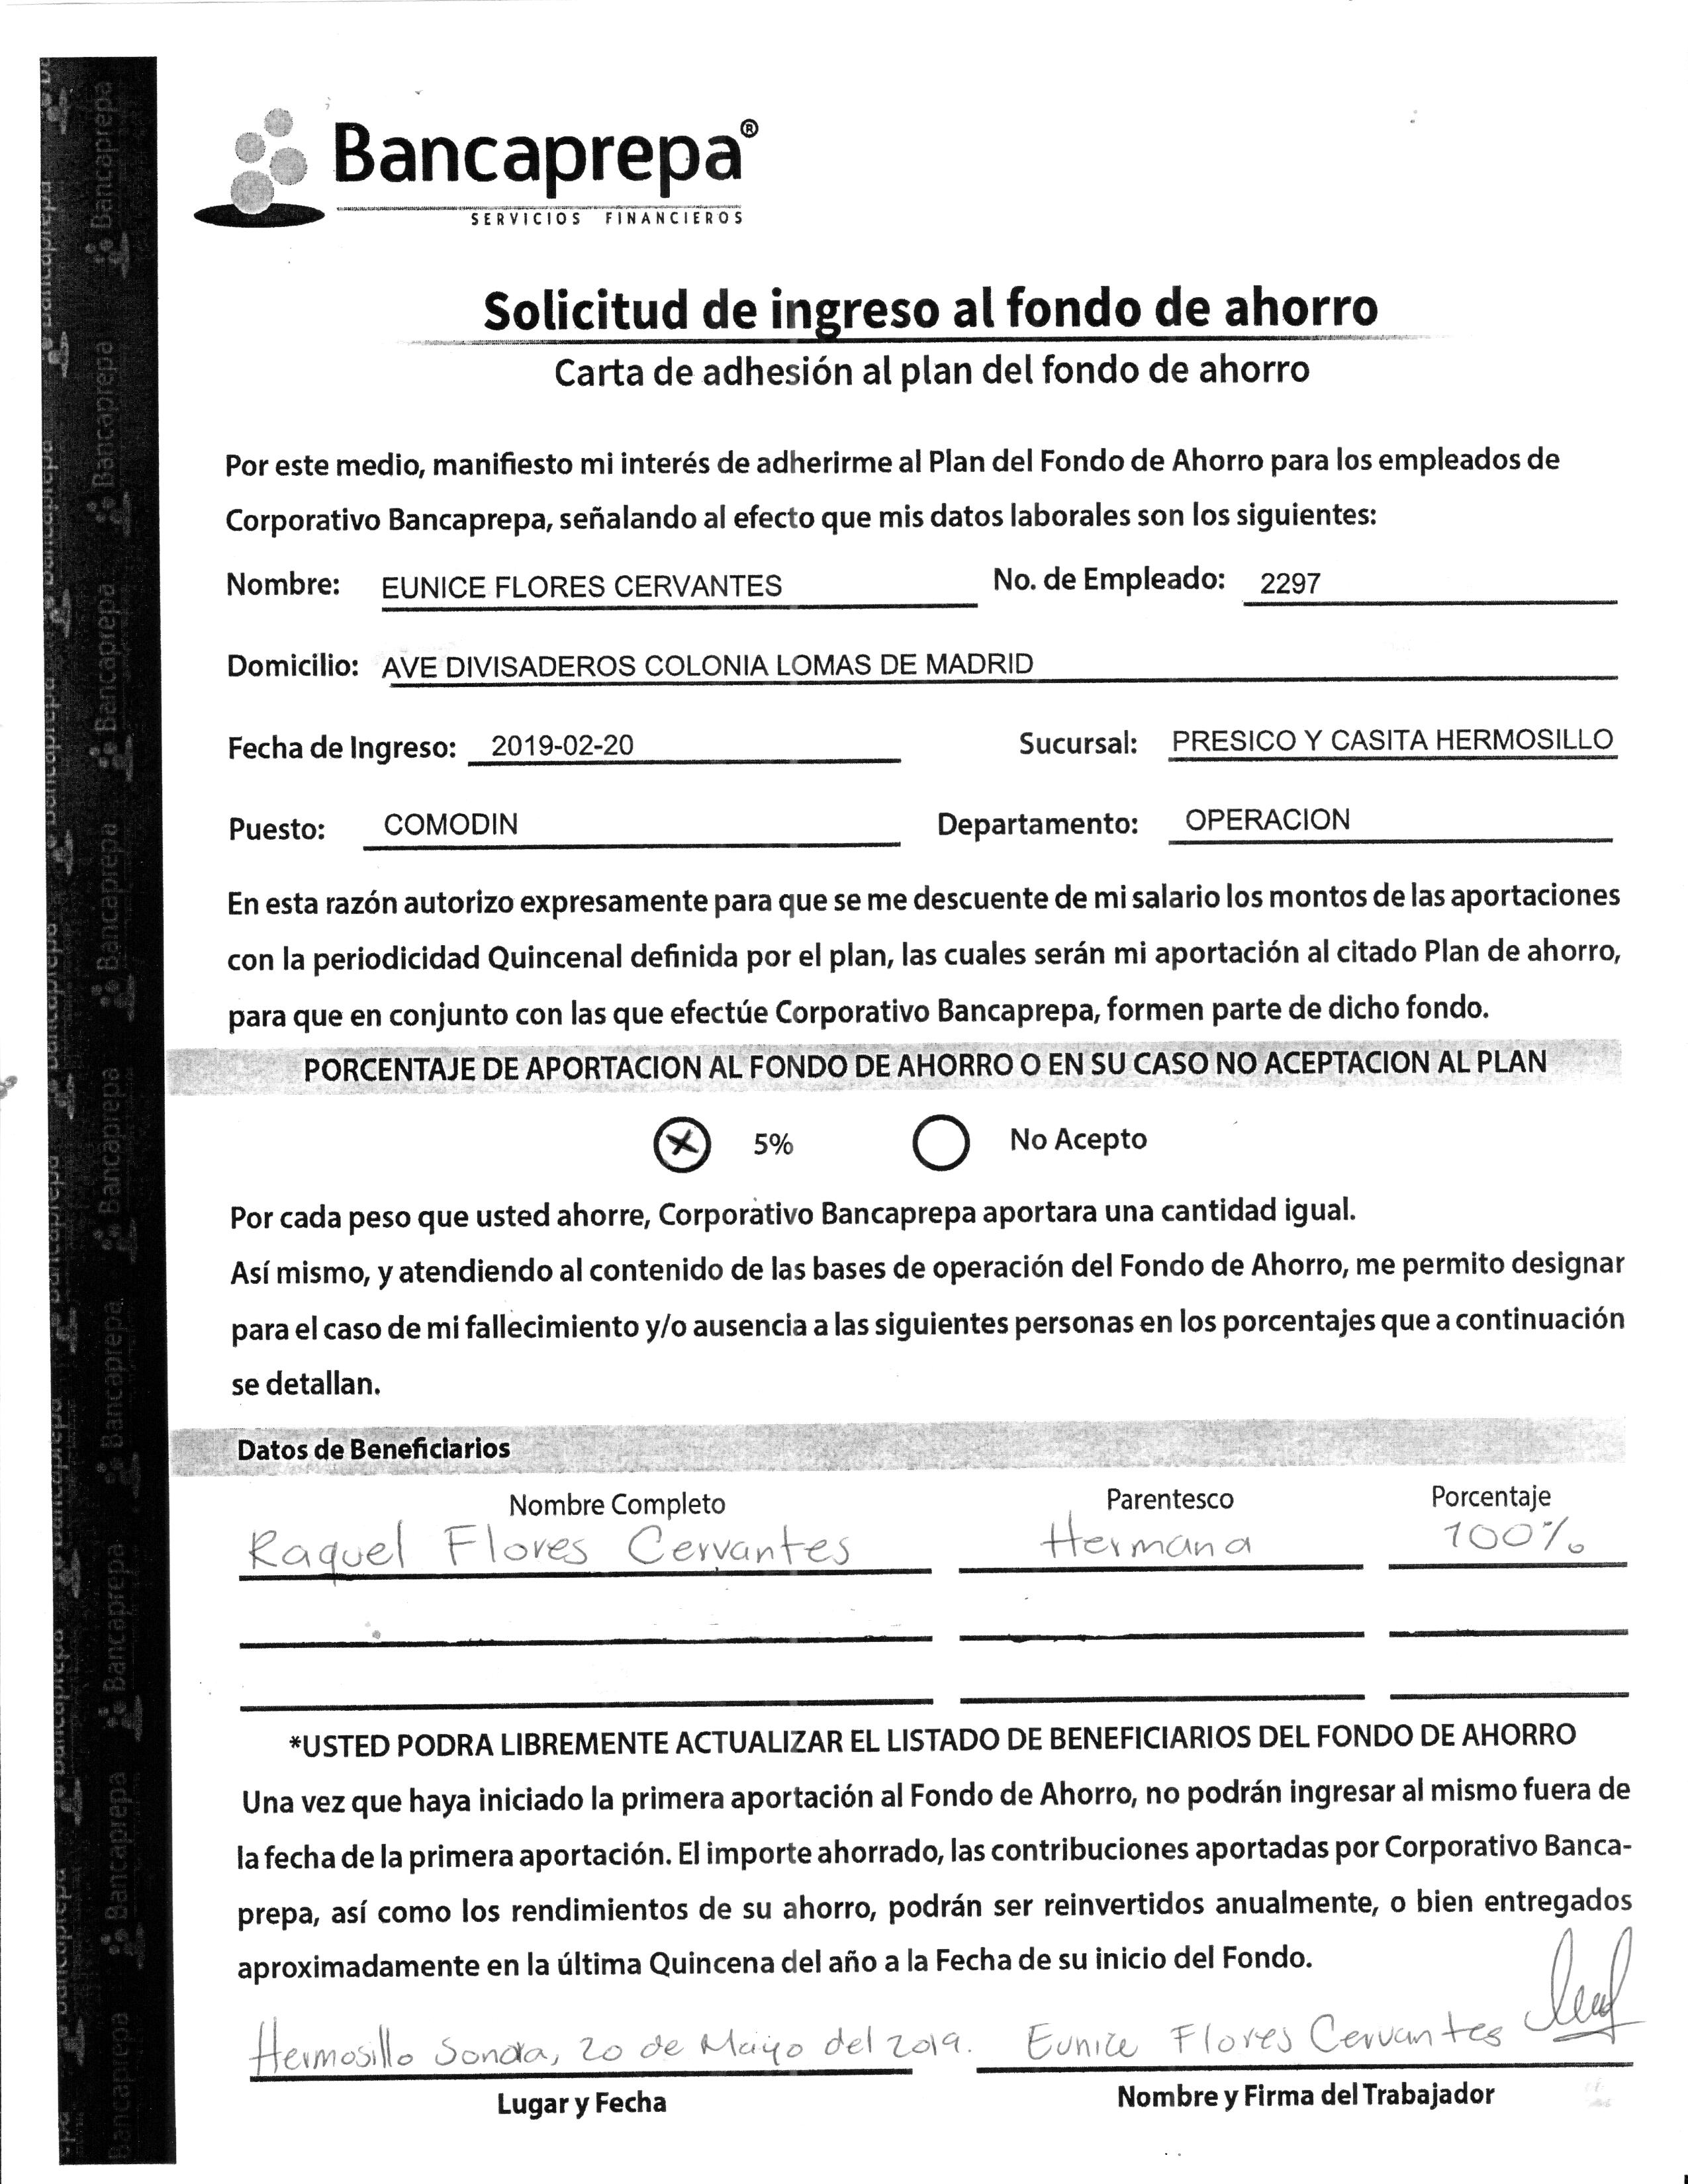 Bancaprepa®
SERVICIOS FINANCIEROS
Solicitud de ingreso al fondo de ahorro
Carta de adhesión al plan del fondo de ahorro
Por este medio, manifiesto mi interés de adherirme al Plan del Fondo de Ahorro para los empleados de
Corporativo Bancaprepa, señalando al efecto que mis datos laborales son los siguientes:
Nombre: EUNICE FLORES CERVANTES No. de Empleado: 2297
Domicilio: AVE DIVISADEROS COLONIA LOMAS DE MADRID
Fecha de Ingreso: 2019-02-20 Sucursal: PRESICO Y CASITA HERMOSILLO
Puesto: COMODIN Departamento: OPERACION
En esta razón autorizo expresamente para que se me descuente de mi salario los montos de las aportaciones
con la periodicidad Quincenal definida por el plan, las cuales serán mi aportación al citado Plan de ahorro,
para que en conjunto con las que efectúe Corporativo Bancaprepa, formen parte de dicho fondo.
PORCENTAJE DE APORTACION AL FONDO DE AHORRO O EN SU CASO NO ACEPTACION AL PLAN
X 5% No Acepto
Por cada peso que usted ahorre, Corporativo Bancaprepa aportara una cantidad igual.
Así mismo, y atendiendo al contenido de las bases de operación del Fondo de Ahorro, me permito designar
para el caso de mi fallecimiento y/o ausencia a las siguientes personas en los porcentajes que a continuación
se detallan.
Datos de Beneficiarios
Nombre Completo Parentesco Porcentaje
Raquel Flores Cervantes Hermana 100%
*USTED PODRA LIBREMENTE ACTUALIZAR EL LISTADO DE BENEFICIARIOS DEL FONDO DE AHORRO
Una vez que haya iniciado la primera aportación al Fondo de Ahorro, no podrán ingresar al mismo fuera de
la fecha de la primera aportación. El importe ahorrado, las contribuciones aportadas por Corporativo Banca-
prepa, así como los rendimientos de su ahorro, podrán ser reinvertidos anualmente, o bien entregados
aproximadamente en la última Quincena del año a la Fecha de su inicio del Fondo.
Hermosillo Sonora, 20 de Mayo del 2019. Eunice Flores Cervantes
Lugar y Fecha Nombre y Firma del Trabajador